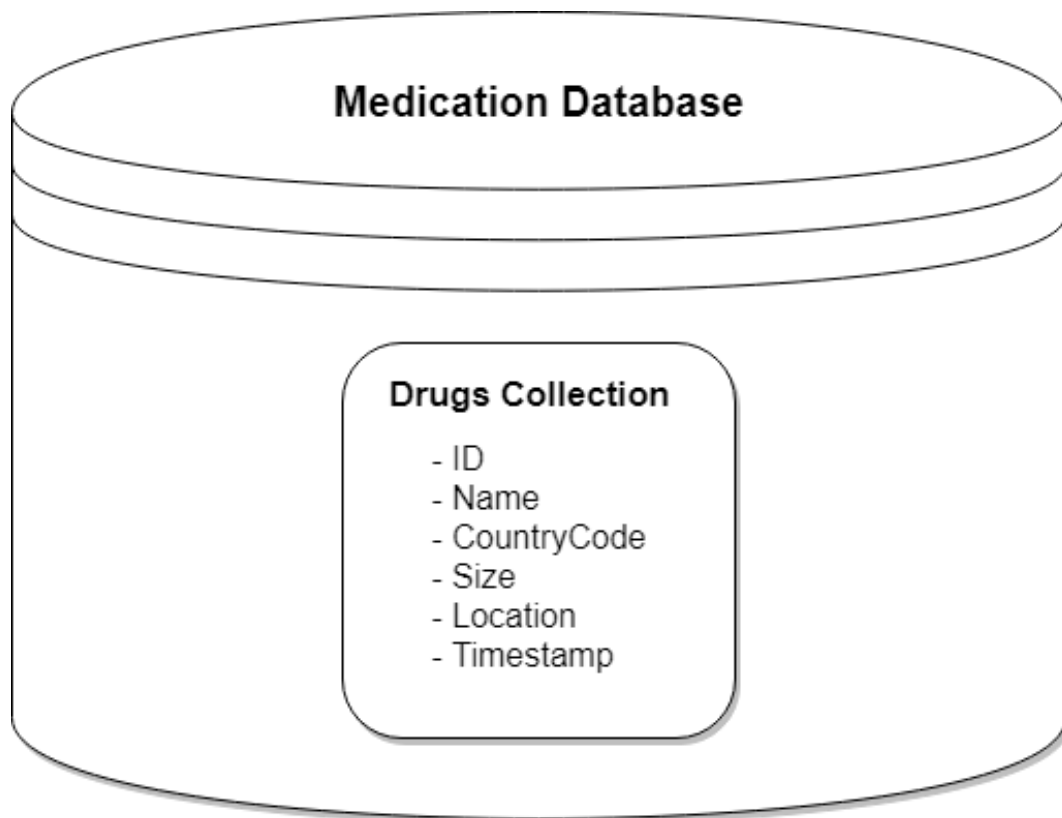 Medication Database
Drugs Collection
- ID
- Name
- CountryCode
- Size
- Location
- Timestamp